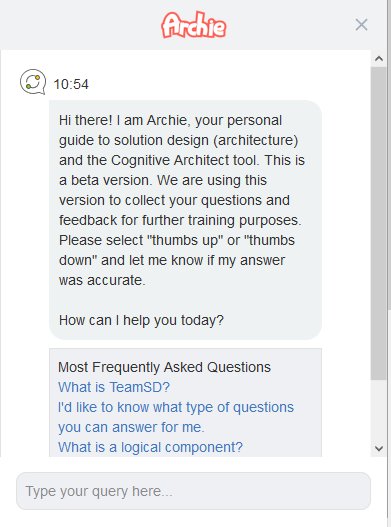 Archie
10:54
Hi there! I am Archie, your personal
guide to solution design (architecture)
and the Cognitive Architect tool. This is
a beta version. We are using this
version to collect your questions and
feedback for further training purposes.
Please select "thumbs up" or "thumbs
down" and let me know if my answer
was accurate.
How can I help you today?
Most Frequently Asked Questions
What is TeamSD?
I'd like to know what type of questions
you can answer for me.
What is a logical component?
Type your query here...